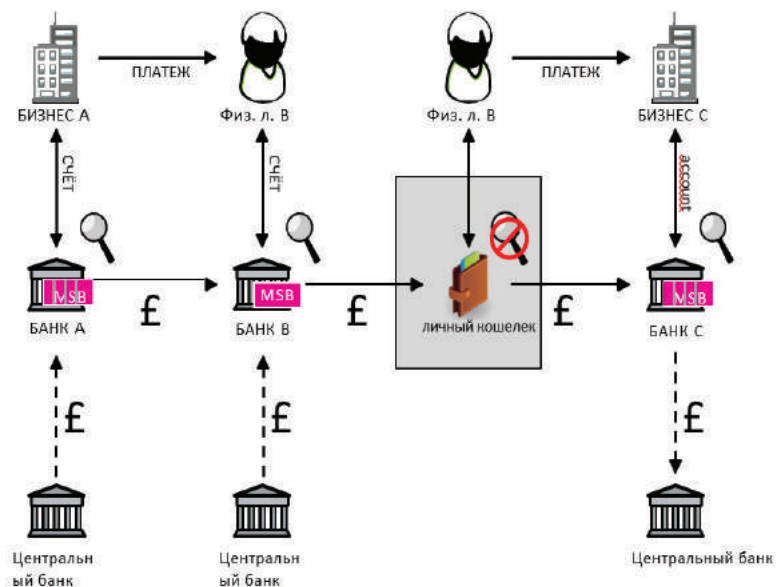 ПЛАТЕЖ
ПЛАТЕЖ
БИЗНЕС А
Физ. л. В
Физ. л. В
БИЗНЕС С
СЧЁТ
СЧЁТ
account
MSB
MSB
MSB
£
£
£
БАНК А
БАНК В
личный кошелек
БАНК С
£
£
£
Центральн
ый банк
Центральн
ый банк
Центральный банк